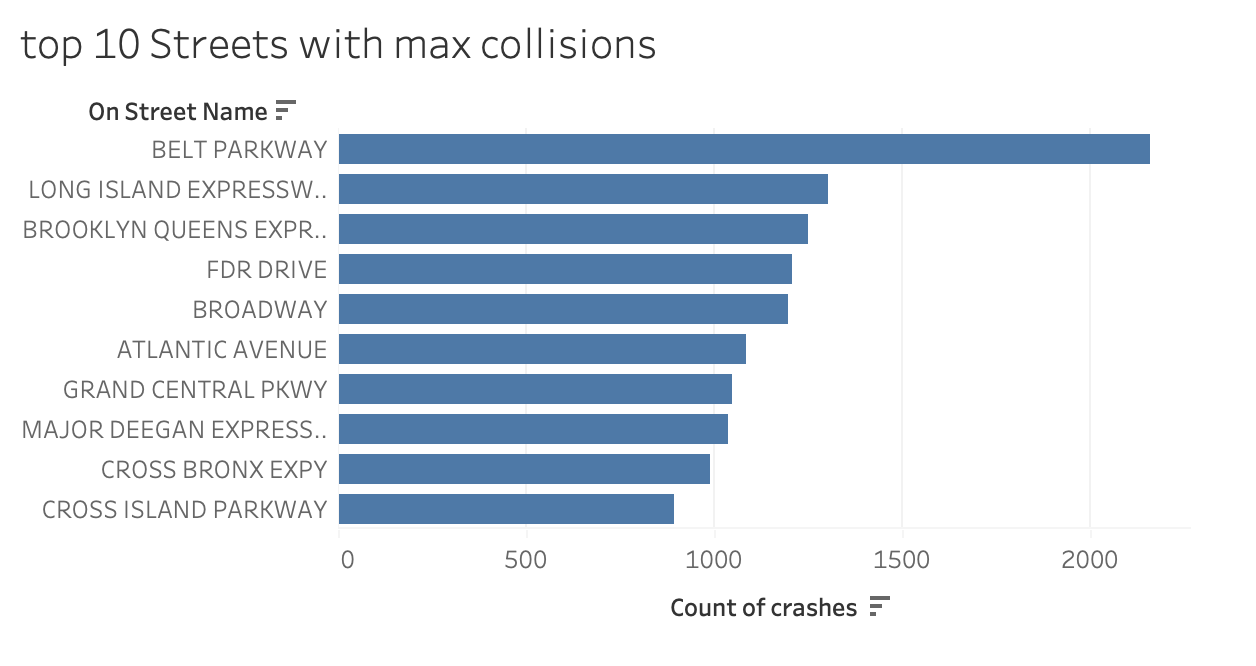 top 10 Streets with max collisions
On Street Name
BELT PARKWAY
LONG ISLAND EXPRESSW..
BROOKLYN QUEENS EXPR..
FDR DRIVE
BROADWAY
ATLANTIC AVENUE
GRAND CENTRAL PKWY
MAJOR DEEGAN EXPRESS..
CROSS BRONX EXPY
CROSS ISLAND PARKWAY
0 500 1000 1500 2000
Count of crashes